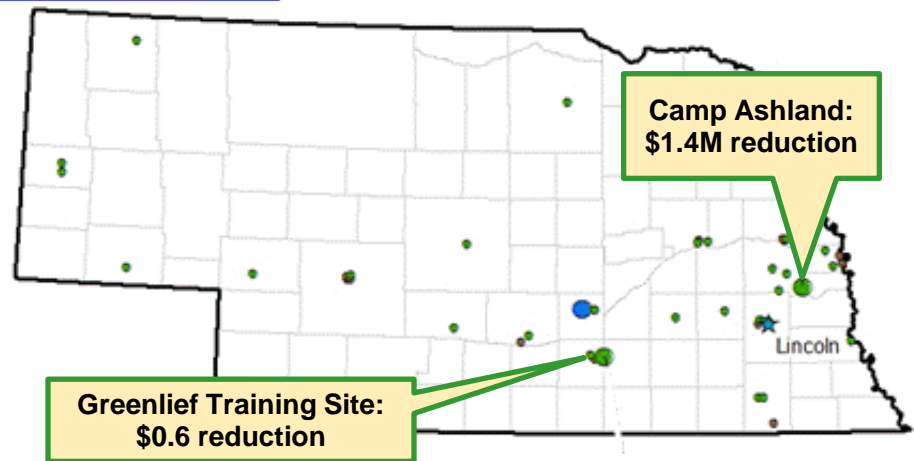 Camp Ashland:
$1.4M reduction
Lincoln
Greenlief Training Site:
$0.6 reduction